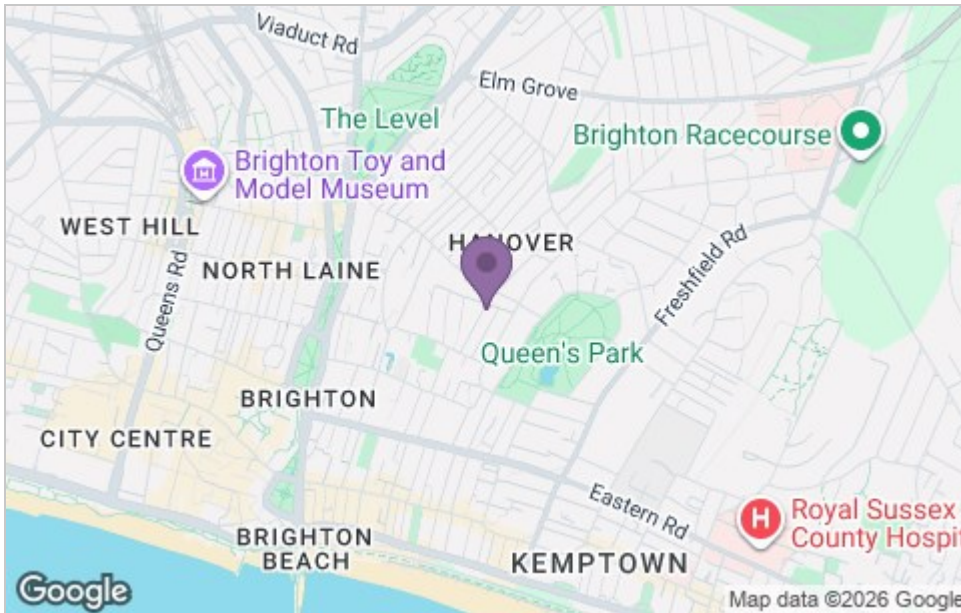 Viaduct Rd
Elm Grove
The Level
Brighton Racecourse
Brighton Toy and
Model Museum
WEST HILL
HANOVER
NORTH LAINE
Freshfield Rd
Queens Rd
Queen's Park
BRIGHTON
CITY CENTRE
Eastern Rd
Royal Sussex
County Hospit
BRIGHTON
BEACH
KEMPTOWN
H
Google
Map data ©2026 Google